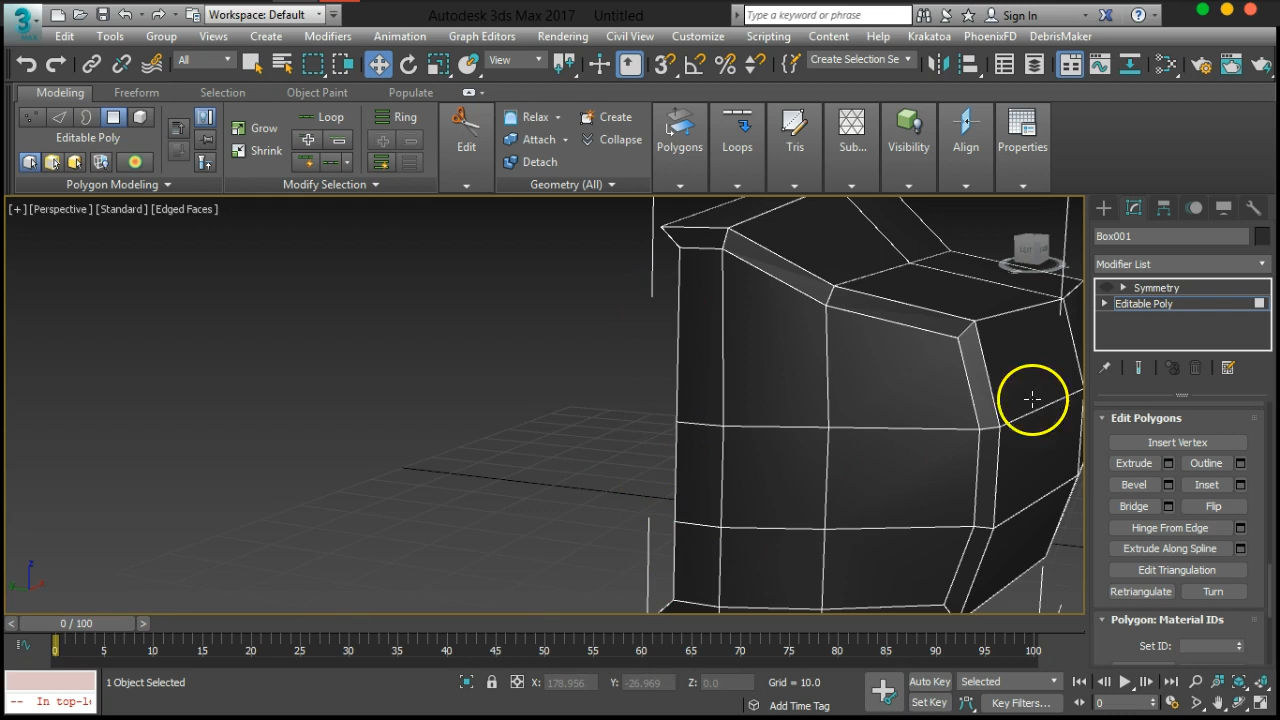 3
MAX
Workspace: Default
Autodesk 3ds Max 2017 Untitled
Type a keyword or phrase
Sign In
Edit Tools Group Views Create Modifiers Animation Graph Editors Rendering Civil View Customize Scripting Content Help Krakatoa PhoenixFD DebrisMaker
All
View
Create Selection Se
Modeling Freeform Selection Object Paint Populate
Grow
Loop
Ring
Relax
Create
Editable Poly
Shrink
Attach
Collapse
Edit
Polygons
Loops
Tris
Sub...
Visibility
Align
Properties
Detach
Polygon Modeling
Modify Selection
Geometry (All)
[+] [Perspective] [Standard] [Edged Faces]
Box001
Modifier List
Symmetry
Editable Poly
Edit Polygons
Insert Vertex
Extrude
Outline
Bevel
Inset
Bridge
Flip
Hinge From Edge
Extrude Along Spline
Edit Triangulation
Retriangulate
Turn
Polygon: Material IDs
Set ID:
z
0 / 100
0 5 10 15 20 25 30 35 40 45 50 55 60 65 70 75 80 85 90 95 100
1 Object Selected
X: 178.956
Y: -26.969
Z: 0.0
Grid = 10.0
Auto Key
Selected
-- In top-le
Add Time Tag
Set Key
Key Filters...
0